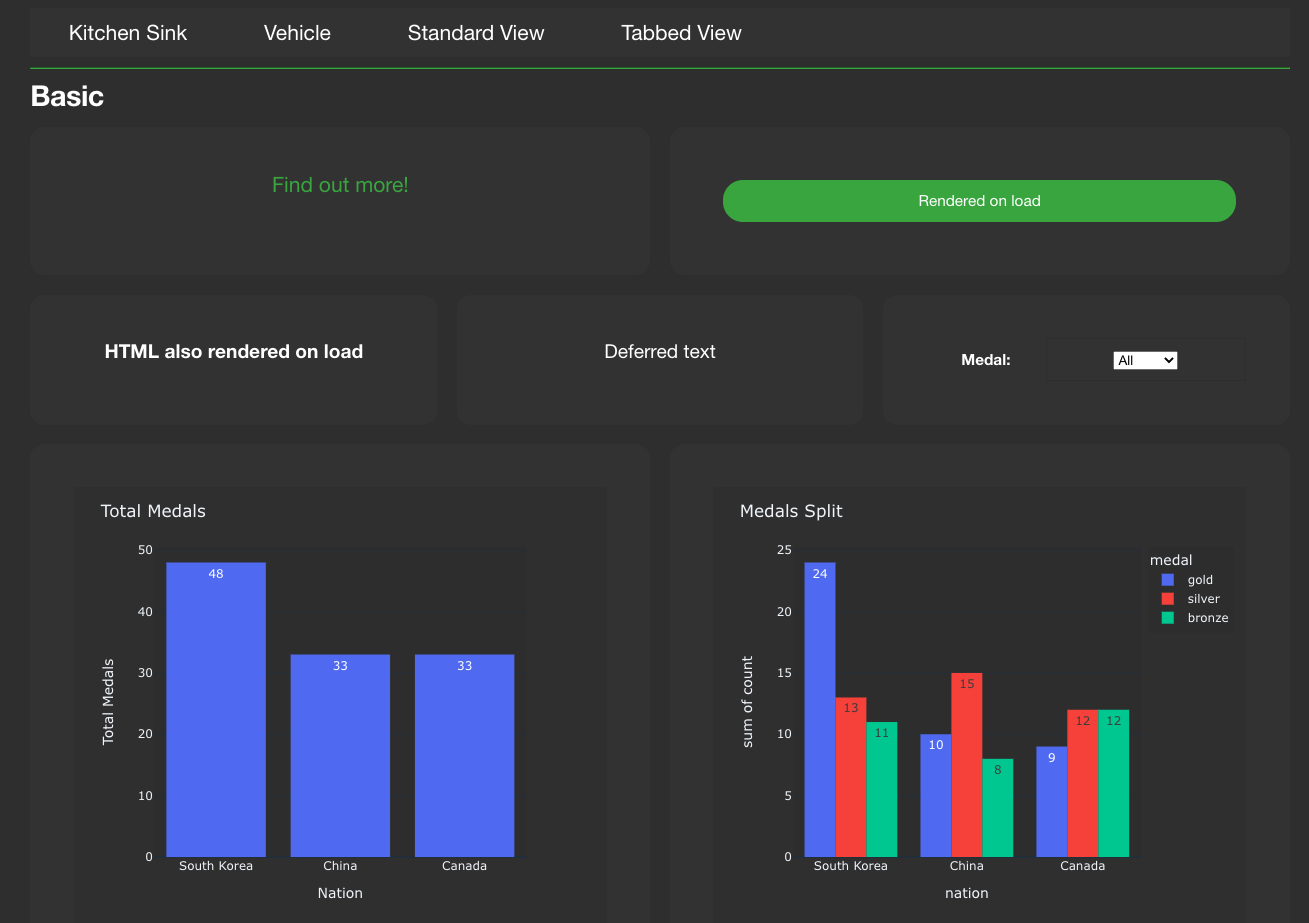 Kitchen Sink Vehicle Standard View Tabbed View
Basic
Find out more!
Rendered on load
HTML also rendered on load
Deferred text
Medal: All
Total Medals
50
40
30
20
10
0
Total Medals
48
33
33
South Korea China Canada
Nation
Medals Split
25
20
15
10
5
0
sum of count
24
13
11
10
15
8
9
12
12
South Korea China Canada
nation
medal
gold
silver
bronze